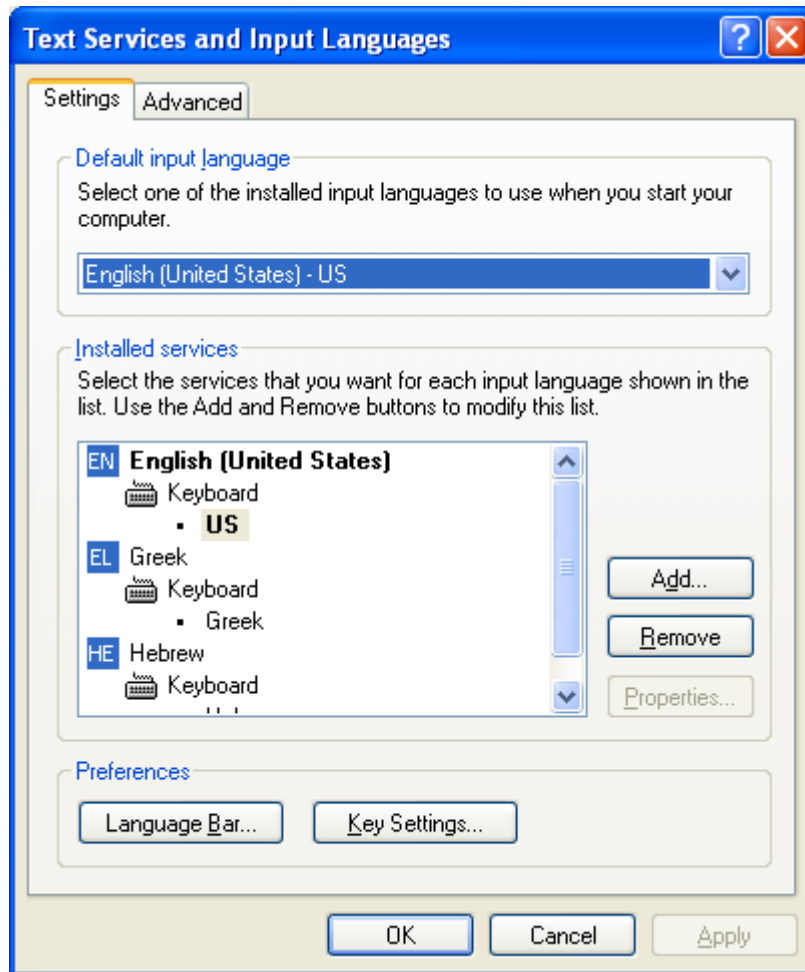 Text Services and Input Languages
Settings
Advanced
Default input language
Select one of the installed input languages to use when you start your
computer.
English (United States) - US
Installed services
Select the services that you want for each input language shown in the
list. Use the Add and Remove buttons to modify this list.
EN English (United States)
Keyboard
US
EL Greek
Keyboard
Greek
HE Hebrew
Keyboard
Add...
Remove
Properties...
Preferences
Language Bar...
Key Settings...
OK
Cancel
Apply